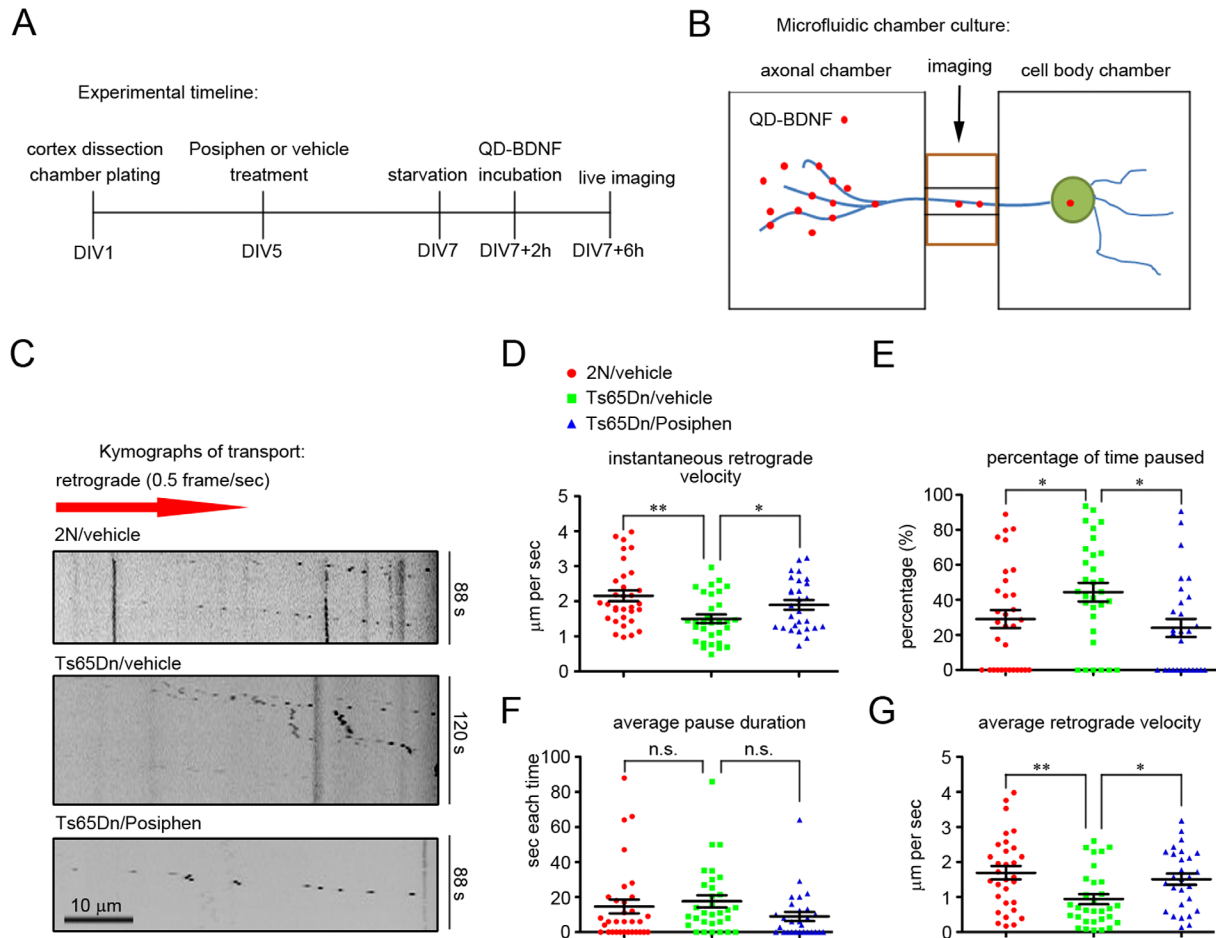 A
Experimental timeline:
cortex dissection
chamber plating
Posiphen or vehicle
treatment
starvation
QD-BDNF
incubation
live imaging
DIV1
DIV5
DIV7
DIV7+2h
DIV7+6h
B
Microfluidic chamber culture:
axonal chamber
imaging
cell body chamber
QD-BDNF
C
Kymographs of transport:
retrograde (0.5 frame/sec)
2N/vehicle
88 s
Ts65Dn/vehicle
120 s
Ts65Dn/Posiphen
88 s
10 μm
D
2N/vehicle
Ts65Dn/vehicle
Ts65Dn/Posiphen
instantaneous retrograde
velocity
μm per sec
5
4
3
2
1
0
**
*
E
percentage of time paused
percentage (%)
100
80
60
40
20
0
*
*
F
average pause duration
sec each time
100
80
60
40
20
0
n.s.
n.s.
G
average retrograde velocity
μm per sec
5
4
3
2
1
0
**
*